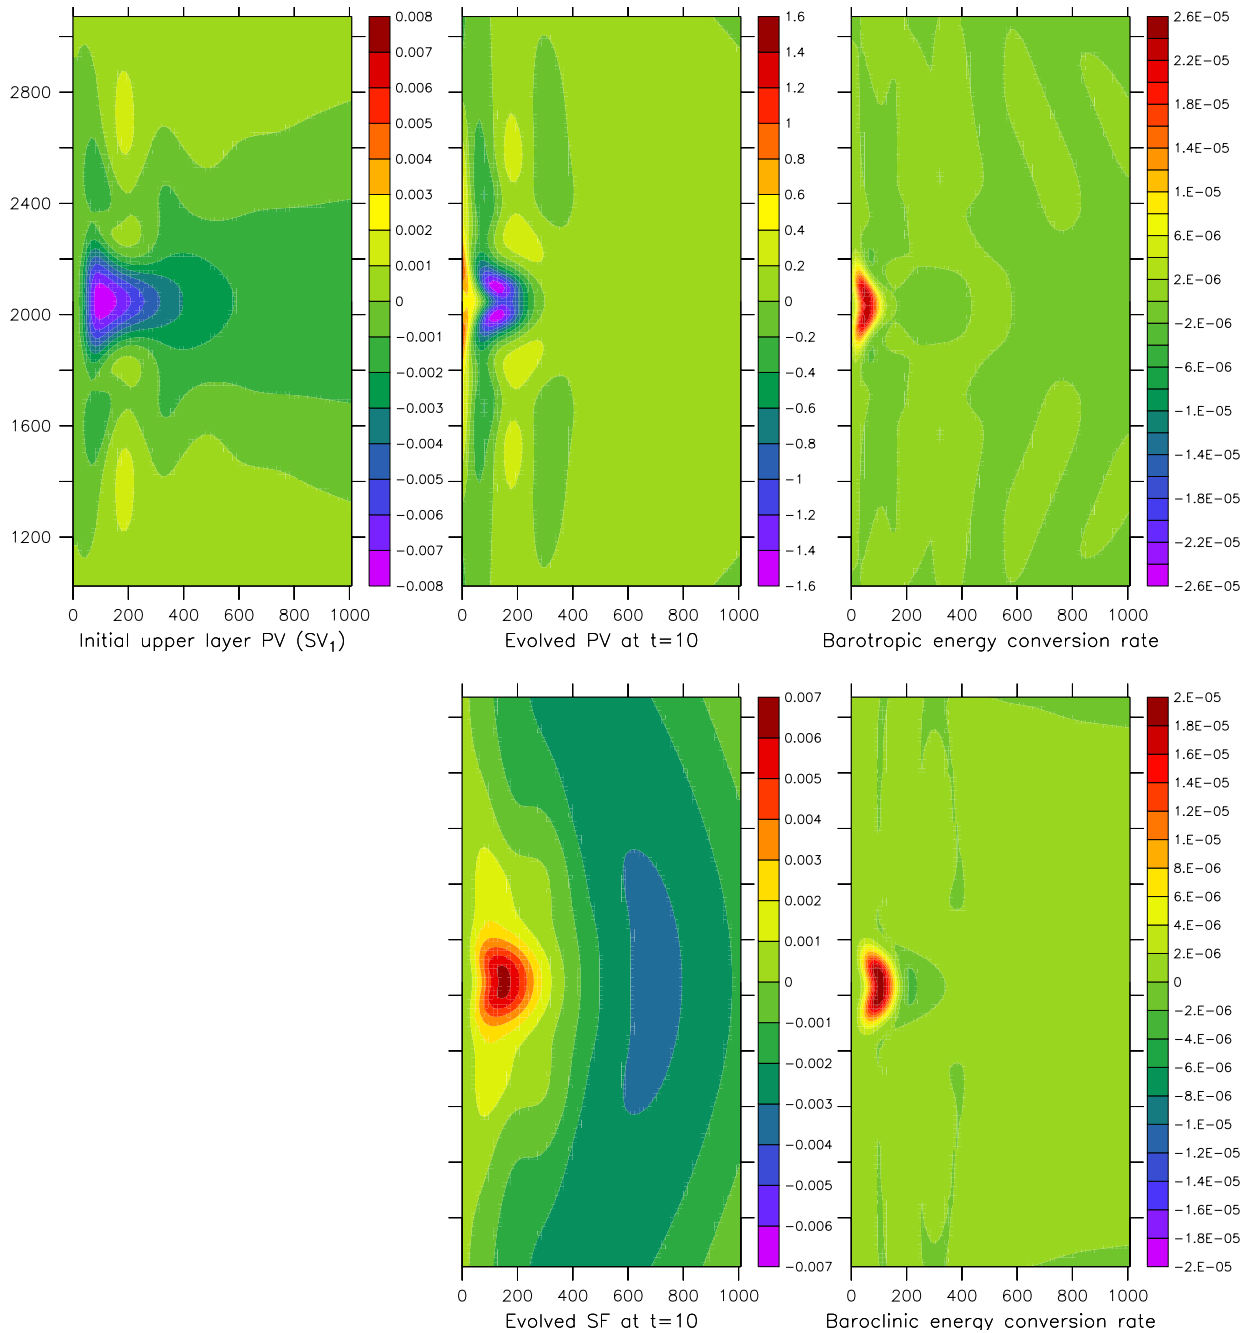 0.008
0.007
0.006
0.005
0.004
0.003
0.002
0.001
0
-0.001
-0.002
-0.003
-0.004
-0.005
-0.006
-0.007
-0.008
2800
2400
2000
1600
1200
0 200 400 600 800 1000
Initial upper layer PV (SV1)
1.6
1.4
1.2
1
0.8
0.6
0.4
0.2
0
-0.2
-0.4
-0.6
-0.8
-1
-1.2
-1.4
-1.6
0 200 400 600 800 1000
Evolved PV at t=10
2.6E-05
2.2E-05
1.8E-05
1.4E-05
1.E-05
6.E-06
2.E-06
-2.E-06
-6.E-06
-1.E-05
-1.4E-05
-1.8E-05
-2.2E-05
-2.6E-05
0 200 400 600 800 1000
Barotropic energy conversion rate
0.007
0.006
0.005
0.004
0.003
0.002
0.001
0
-0.001
-0.002
-0.003
-0.004
-0.005
-0.006
-0.007
0 200 400 600 800 1000
Evolved SF at t=10
2.E-05
1.8E-05
1.6E-05
1.4E-05
1.2E-05
1.E-05
8.E-06
6.E-06
4.E-06
2.E-06
0
-2.E-06
-4.E-06
-6.E-06
-8.E-06
-1.E-05
-1.2E-05
-1.4E-05
-1.6E-05
-1.8E-05
-2.E-05
0 200 400 600 800 1000
Baroclinic energy conversion rate